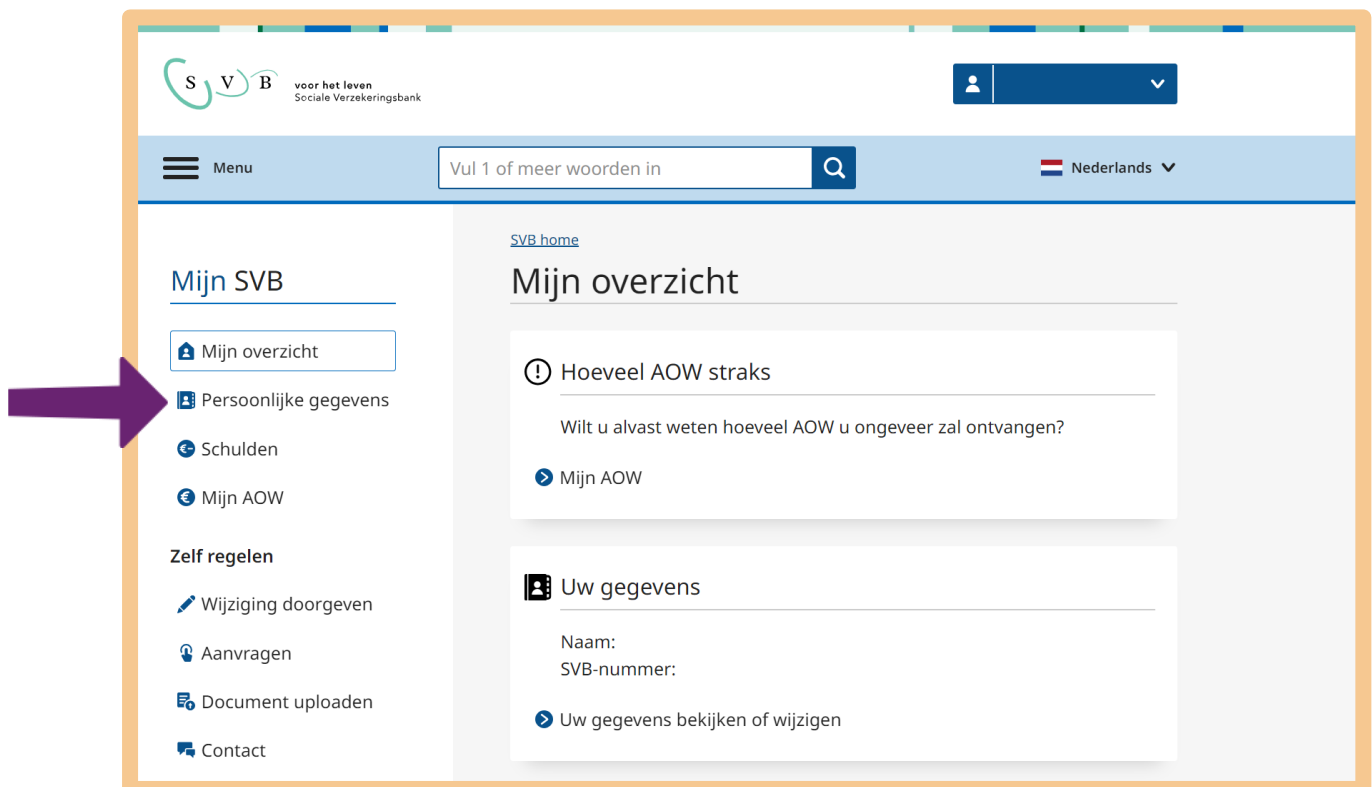 S V B
voor het leven
Sociale Verzekeringsbank
Menu
Vul 1 of meer woorden in
Nederlands
Mijn SVB
Mijn overzicht
Persoonlijke gegevens
Schulden
Mijn AOW
Zelf regelen
Wijziging doorgeven
Aanvragen
Document uploaden
Contact
SVB home
Mijn overzicht
Hoeveel AOW straks
Wilt u alvast weten hoeveel AOW u ongeveer zal ontvangen?
Mijn AOW
Uw gegevens
Naam:
SVB-nummer:
Uw gegevens bekijken of wijzigen